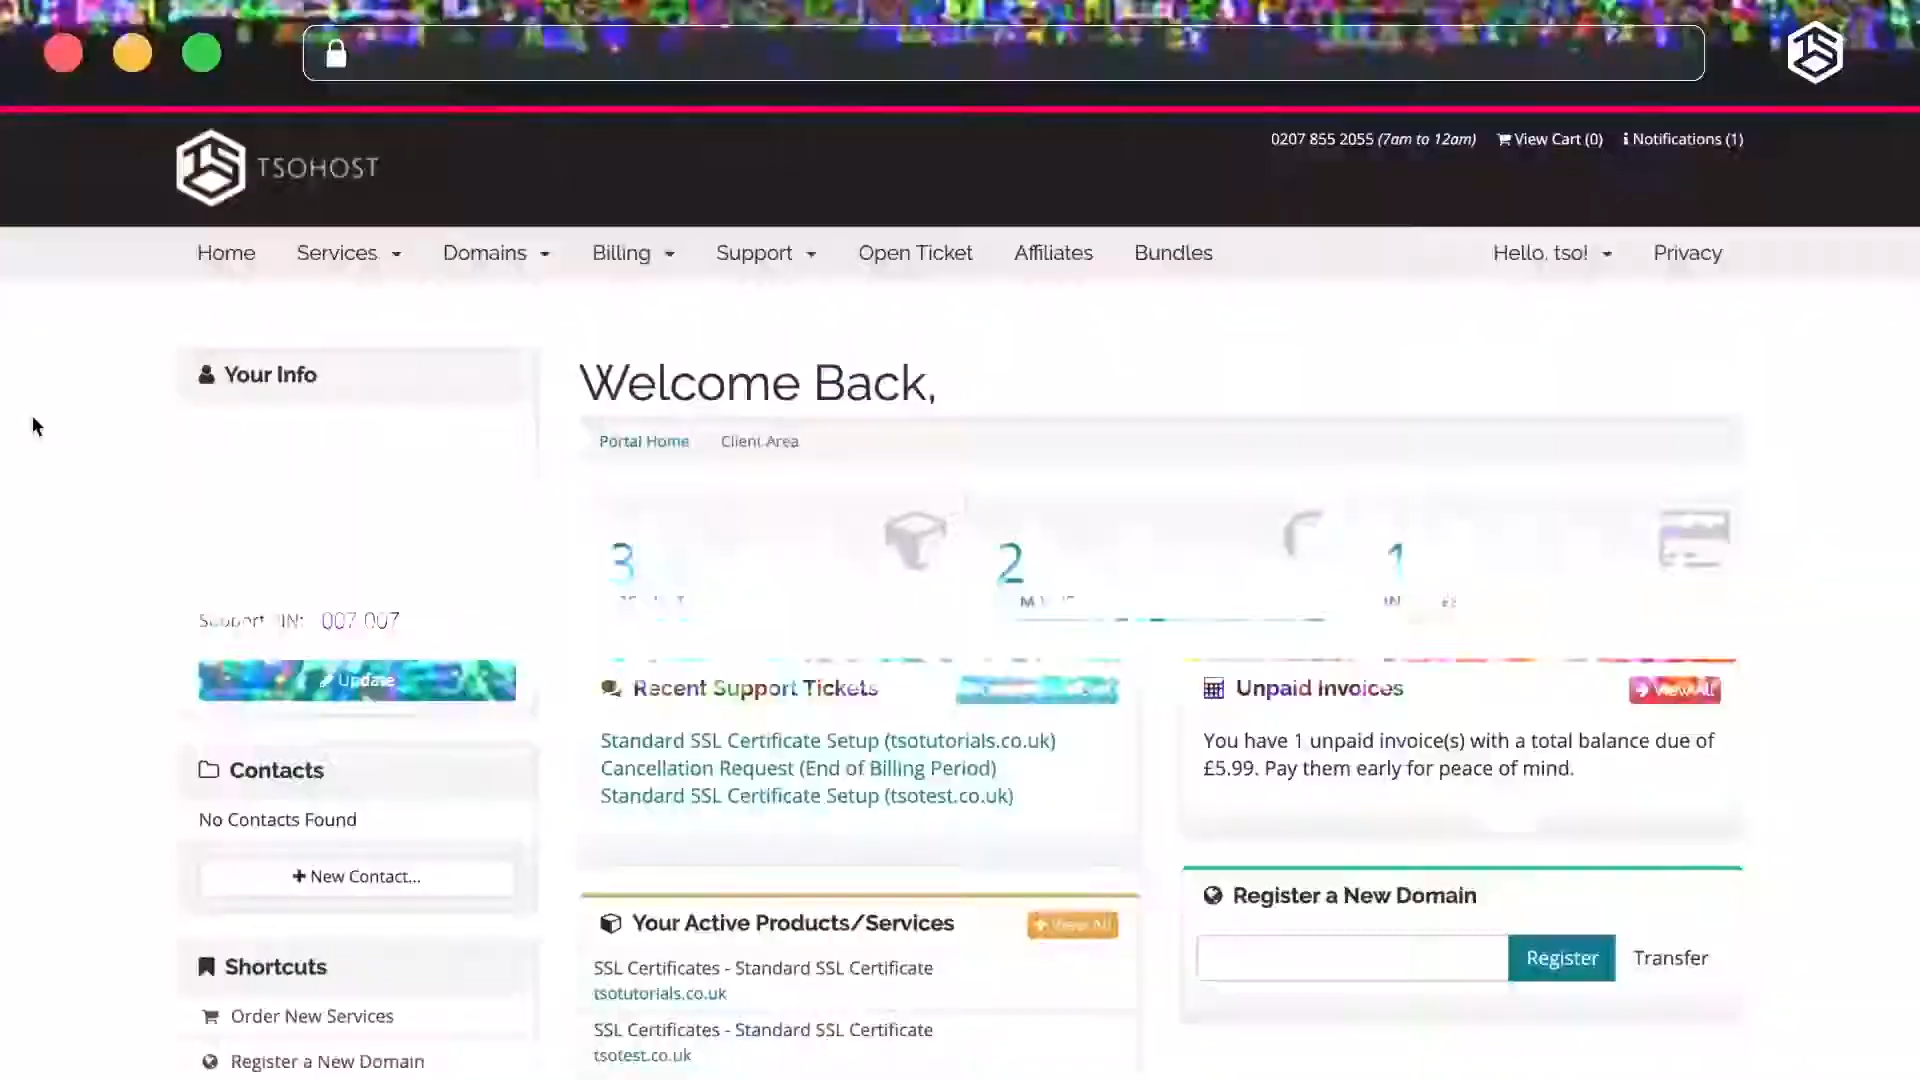 0207 855 2055 (7am to 12am) View Cart (0) Notifications (1)
TSOHOST
Home Services Domains Billing Support Open Ticket Affiliates Bundles Hello, tso! Privacy
Your Info
Welcome Back,
Portal Home Client Area
3 2 1
Support PIN: 007 007
Update
Recent Support Tickets
Standard SSL Certificate Setup (tsotutorials.co.uk)
Cancellation Request (End of Billing Period)
Standard SSL Certificate Setup (tsotest.co.uk)
Unpaid Invoices View All
You have 1 unpaid invoice(s) with a total balance due of
£5.99. Pay them early for peace of mind.
Contacts
No Contacts Found
+ New Contact...
Your Active Products/Services View All
SSL Certificates - Standard SSL Certificate
tsotutorials.co.uk
SSL Certificates - Standard SSL Certificate
tsotest.co.uk
Register a New Domain
Register Transfer
Shortcuts
Order New Services
Register a New Domain